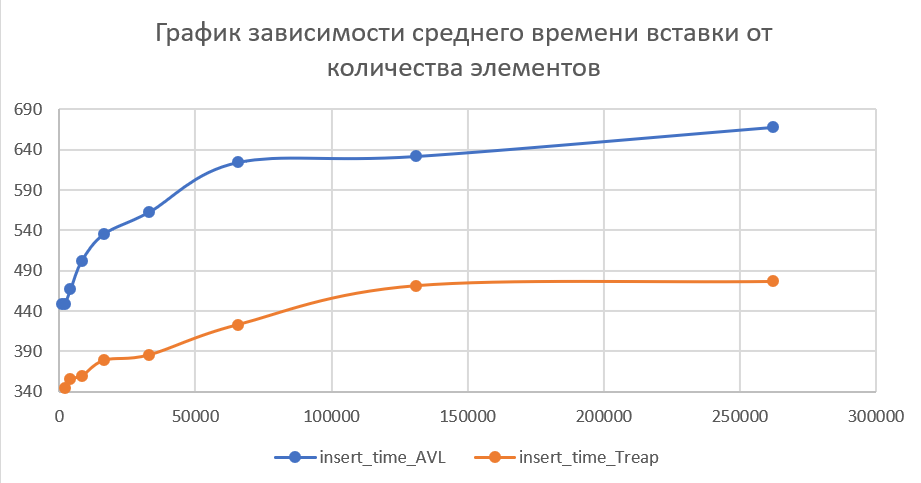 График зависимости среднего времени вставки от
количества элементов
690
640
590
540
490
440
390
340
0 50000 100000 150000 200000 250000 300000
insert_time_AVL insert_time_Treap